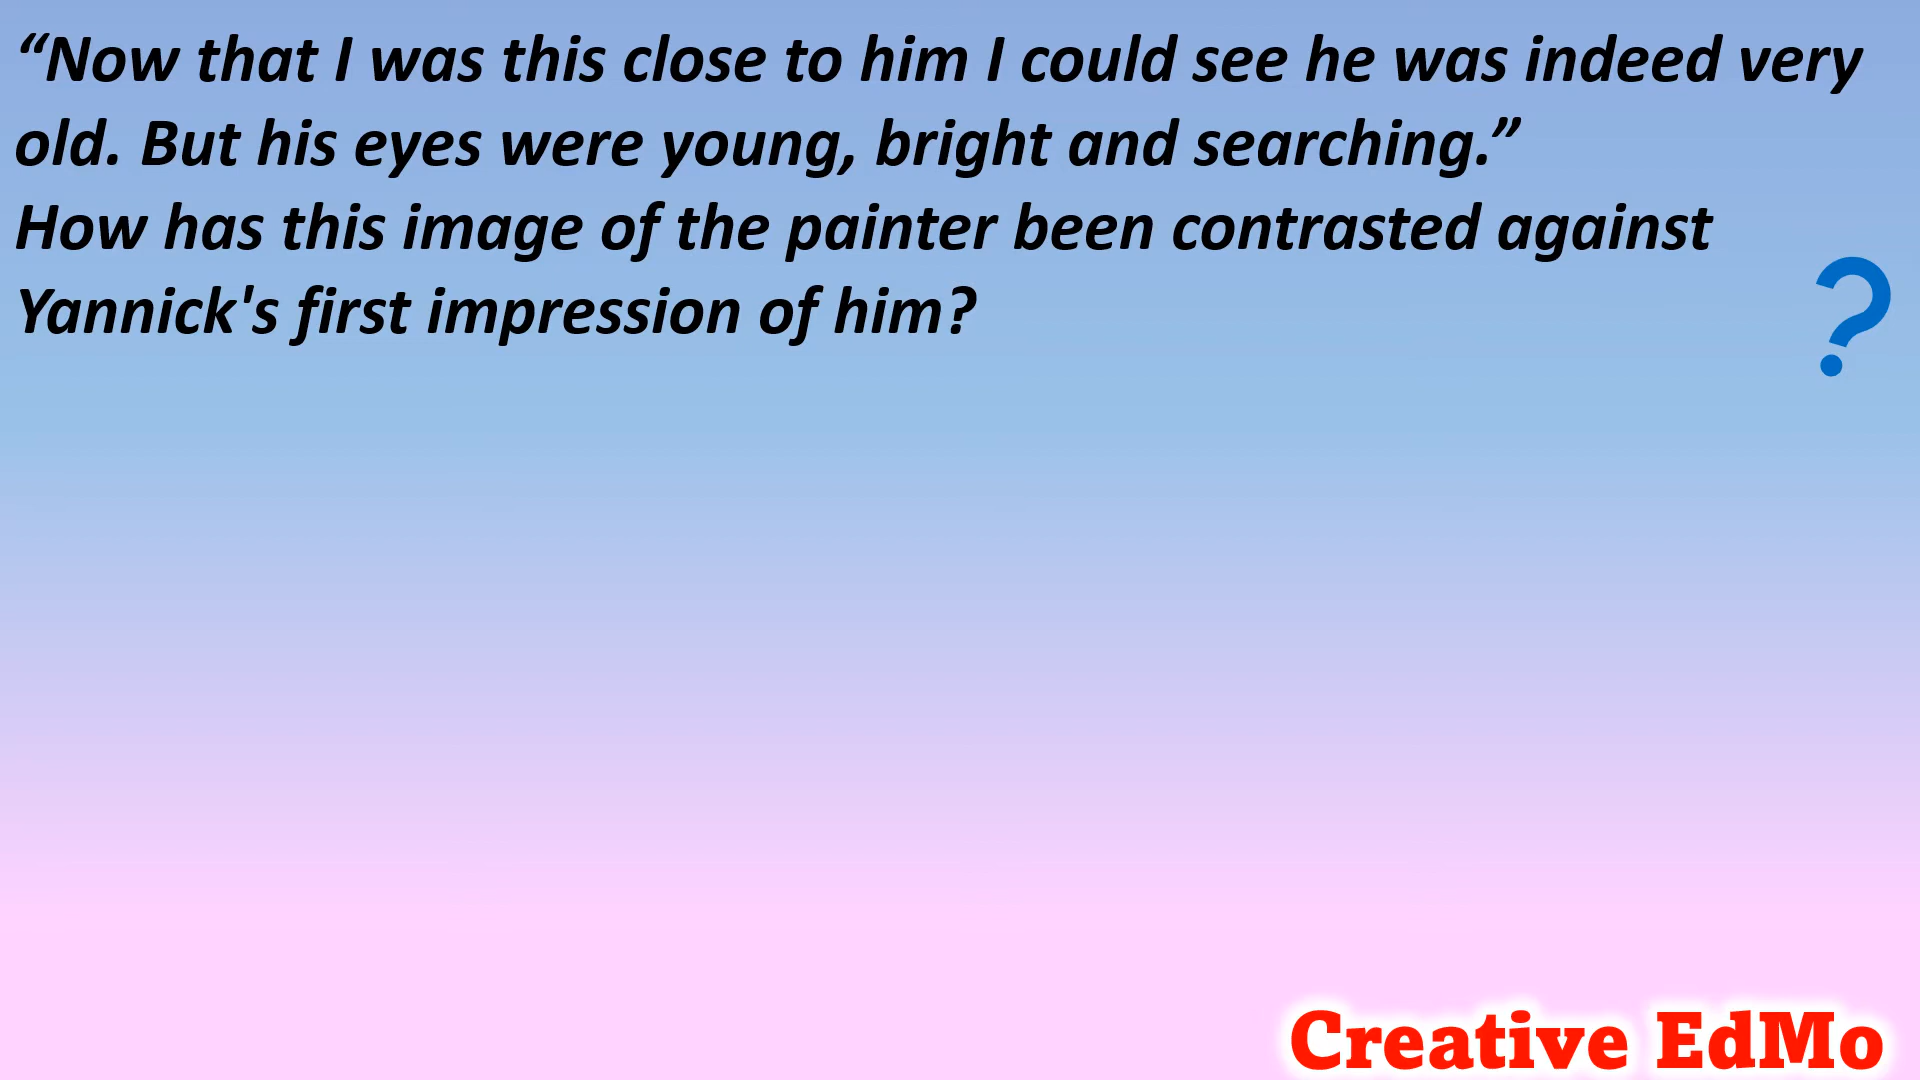 “Now that I was this close to him I could see he was indeed very
old. But his eyes were young, bright and searching.”
How has this image of the painter been contrasted against
Yannick's first impression of him?
?
Creative EdMo